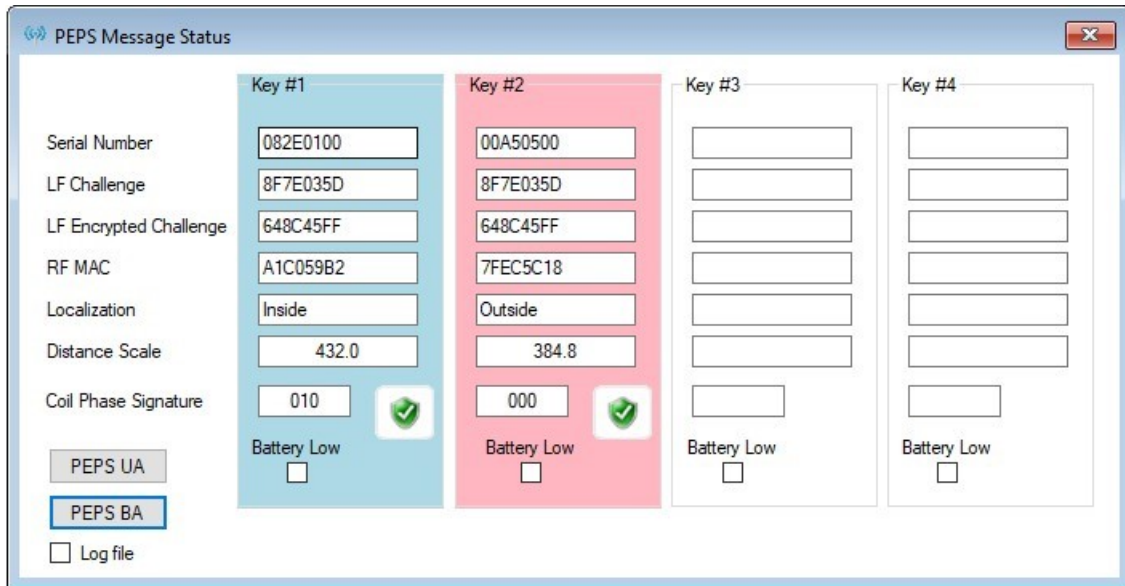 PEPS Message Status
Key #1 Key #2 Key #3 Key #4
Serial Number 082E0100 00A50500
LF Challenge 8F7E035D 8F7E035D
LF Encrypted Challenge 648C45FF 648C45FF
RF MAC A1C059B2 7FEC5C18
Localization Inside Outside
Distance Scale 432.0 384.8
Coil Phase Signature 010 000
Battery Low Battery Low Battery Low Battery Low
PEPS UA
PEPS BA
Log file